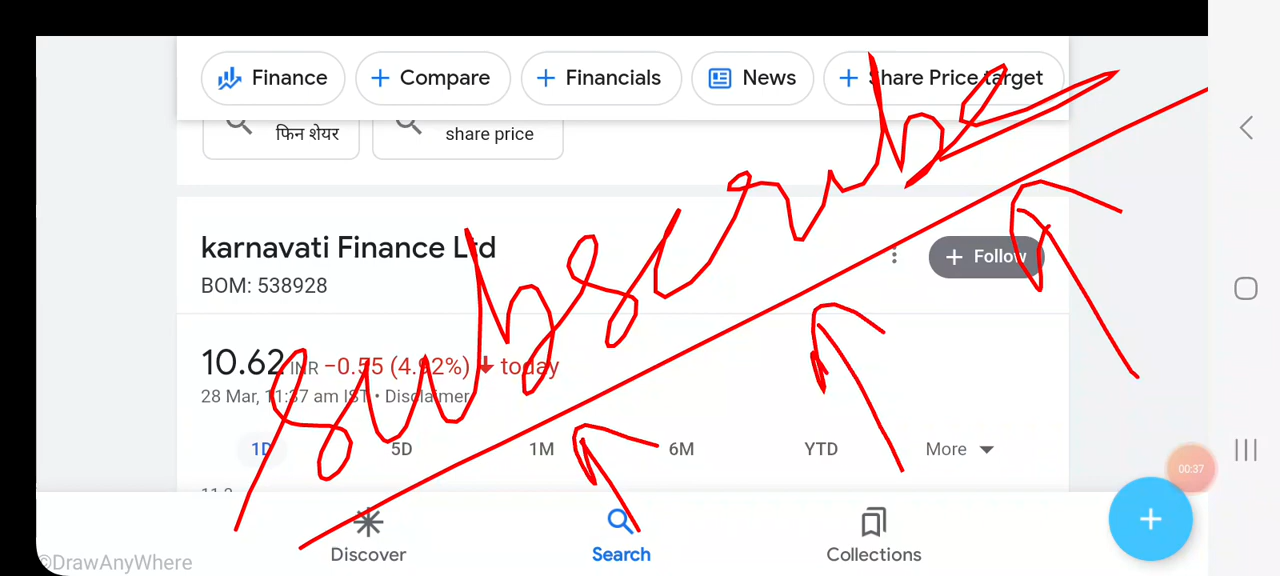 Finance + Compare + Financials News + Share Price target
फिन शेयर share price
subscribe
karnavati Finance Ltd
+ Follow
BOM: 538928
10.62 INR −0.55 (4.92%) ↓ today
28 Mar, 11:37 am IST • Disclaimer
1D 5D 1M 6M YTD More
00:37
Discover Search Collections
©DrawAnyWhere